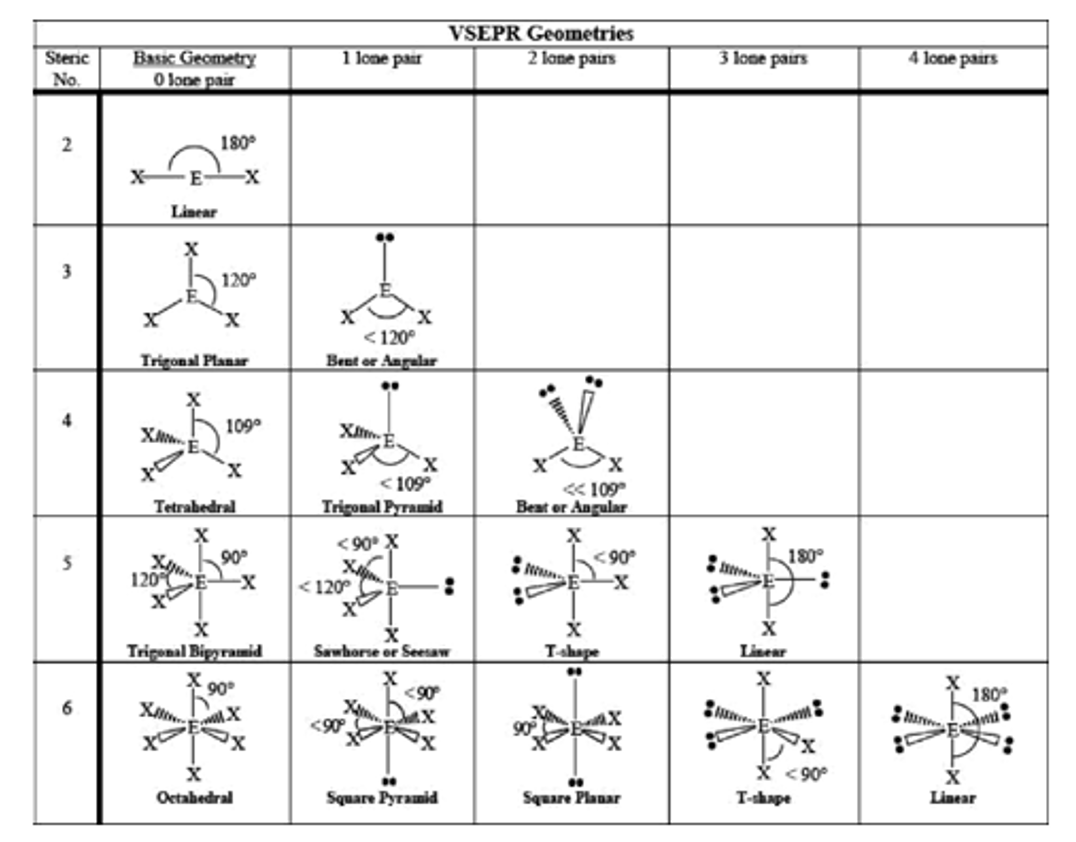 VSEPR Geometries
Steric No.
Basic Geometry
0 lone pair
1 lone pair
2 lone pairs
3 lone pairs
4 lone pairs
2
180°
X E X
Linear
3
X
120°
E
X X
Trigonal Planar
E
X X
< 120°
Bent or Angular
4
X
X 109°
E
X X
Tetrahedral
X E
X X
< 109°
Trigonal Pyramid
E
X X
<< 109°
Bent or Angular
5
X
X 90°
120° E X
X
X
Trigonal Bipyramid
< 90° X
X
< 120° E
X
X
Sawhorse or Seesaw
X
< 90°
E X
X
T-shape
X
180°
E
X
Linear
6
X
90°
X X
E
X X
X
Octahedral
X
<90°
X X
<90° E
X X
Square Pyramid
X X
90° E
X X
Square Planar
X
E
X
X < 90°
T-shape
X
180°
E
X
Linear